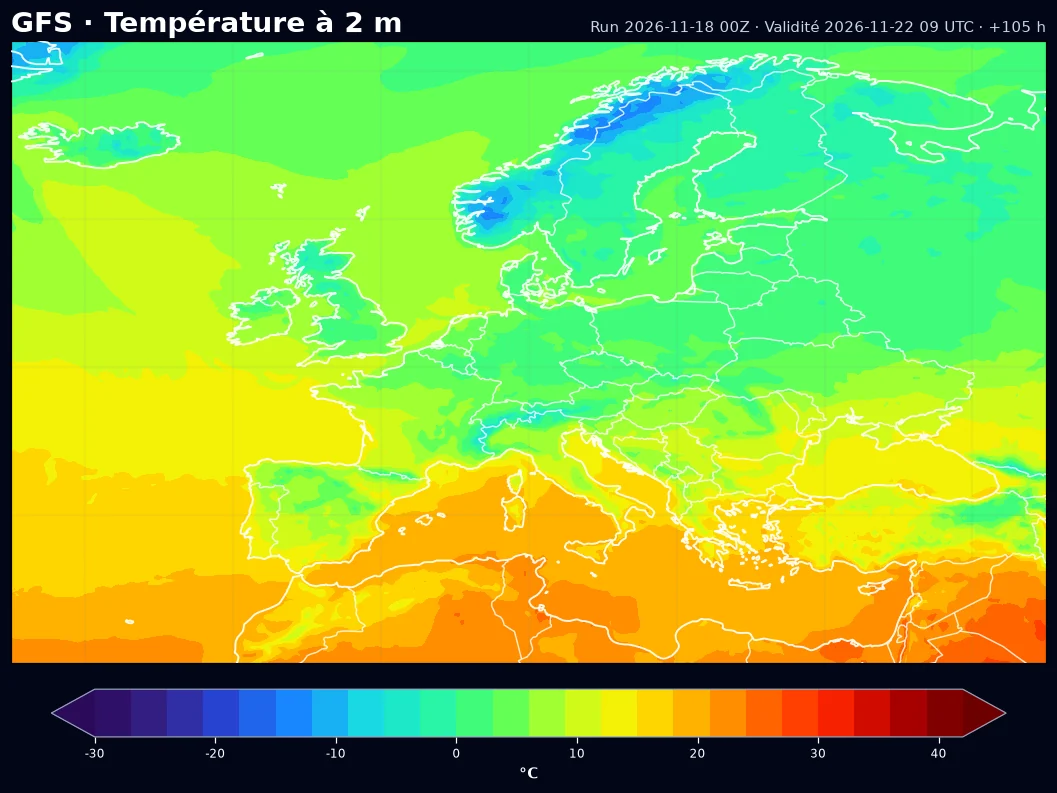 GFS · Température à 2 m
Run 2026-11-18 00Z · Validité 2026-11-22 09 UTC · +105 h
-30 -20 -10 0 10 20 30 40
°C